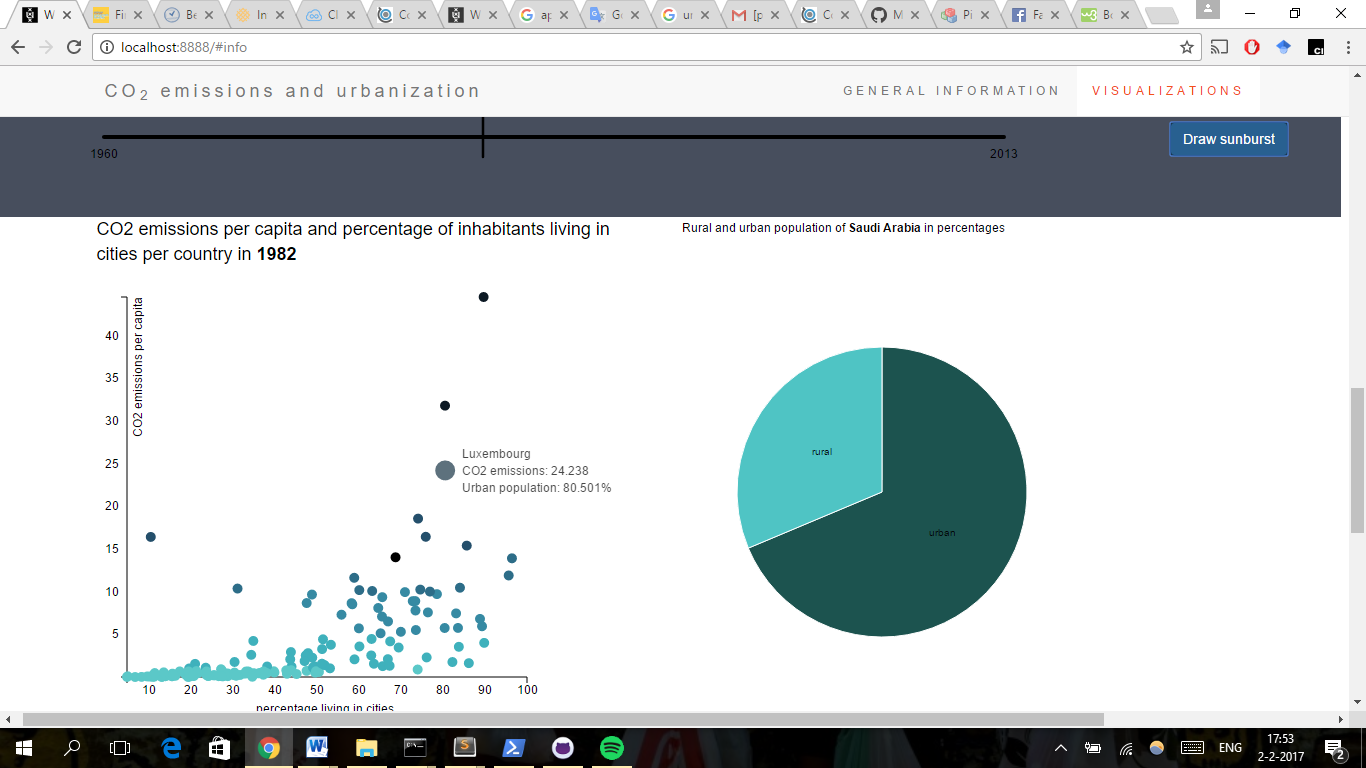 W
Fi
Be
In
Cl
Co
W
ap
Go
ur
[p
Co
M
Pi
Fa
Bo
localhost:8888/#info
CO2 emissions and urbanization
GENERAL INFORMATION
VISUALIZATIONS
1960
2013
Draw sunburst
CO2 emissions per capita and percentage of inhabitants living in
cities per country in 1982
Rural and urban population of Saudi Arabia in percentages
CO2 emissions per capita
40
35
30
25
20
15
10
5
Luxembourg
CO2 emissions: 24.238
Urban population: 80.501%
rural
urban
10 20 30 40 50 60 70 80 90 100
percentage living in cities
ENG
17:53
2-2-2017
2